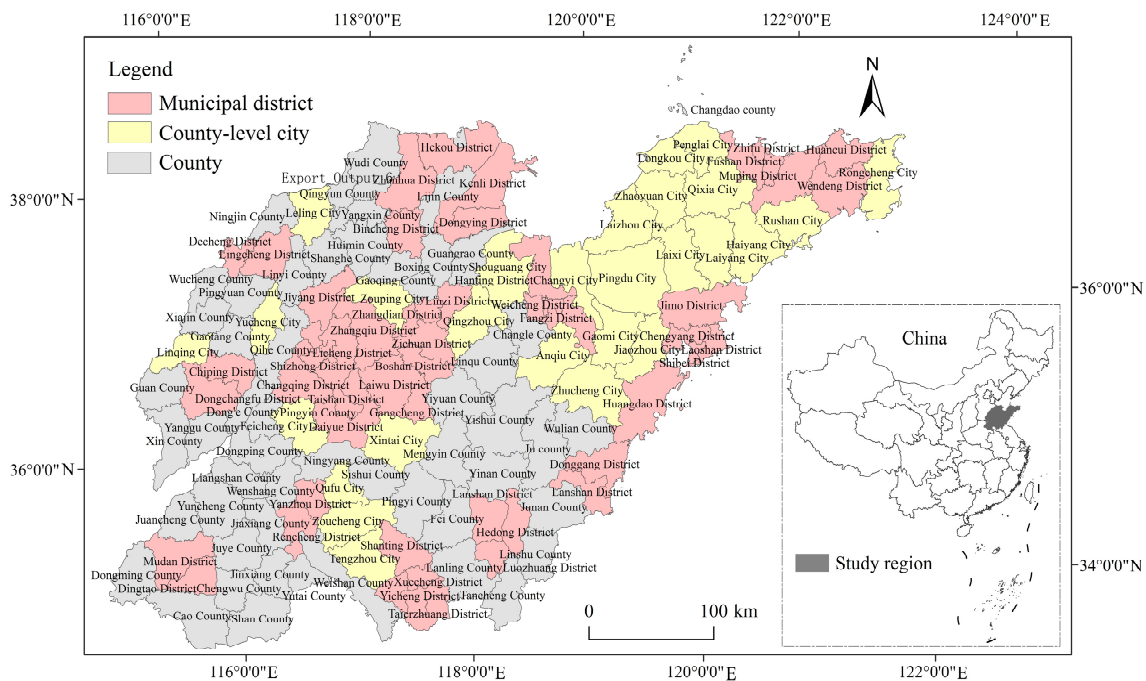 116°0'0"E 118°0'0"E 120°0'0"E 122°0'0"E 124°0'0"E
Legend
Municipal district
County-level city
County
N
Changdao county
Penglai City
Zhifu District
Huancui District
Longkou City
Fushan District
Rongcheng City
Muping District
Wendeng District
Qixia City
Zhaoyuan City
Rushan City
Laizhou City
Haiyang City
Laixi City
Laiyang City
Pingdu City
Hekou District
Wudi County
Export Output 6
Zhanhua District
Kenli District
38°0'0"N
Qingyun County
Lijin County
Ningjin County
Leling City
Yangxin County
Bincheng District
Dongying District
Decheng District
Huimin County
Lingcheng District
Shanghe County
Guangrao County
Wucheng County
Linyi County
Boxing County
Shouguang City
Gaoqing County
Hanting District
Changyi City
36°0'0"N
Pingyuan County
Jiyang District
Zouping City
Linzi District
Weicheng District
Jimo District
Xiajin County
Yucheng City
Zhangdian District
Qingzhou City
Fangzi District
Zhangqiu District
Changle County
Gaomi City
Chengyang District
Gaotang County
Zichuan District
Linqing City
Qihe County
Licheng District
Anqiu City
Jiaozhou City
Laoshan District
Shizhong District
Boshan District
Linqu County
Shibei District
Chiping District
Guan County
Changqing District
Laiwu District
Zhucheng City
Dongchangfu District
Taishan District
Yiyuan County
Huangdao District
Dong'e County
Pingyin County
Gangcheng District
Yishui County
Yanggu County
Feicheng City
Daiyue District
Wulian County
Xin County
Xintai City
Ju county
Dongping County
Mengyin County
36°0'0"N
Ningyang County
Donggang District
Sishui County
Yinan County
Liangshan County
Wenshang County
Qufu City
Lanshan District
Lanshan District
Yuncheng County
Yanzhou District
Pingyi County
Junan County
Juancheng County
Jiaxiang County
Zoucheng City
Fei County
Rencheng District
Hedong District
Juye County
Shanting District
Linshu County
Mudan District
Tengzhou City
Lanling County
Luozhuang District
Dongming County
Jinxiang County
Weishan County
Xuecheng District
Dingtao District
Chengwu County
Yutai County
Yicheng District
Tancheng County
Cao County
Shan County
Taierzhuang District
0 100 km
China
Study region
34°0'0"N
116°0'0"E 118°0'0"E 120°0'0"E 122°0'0"E